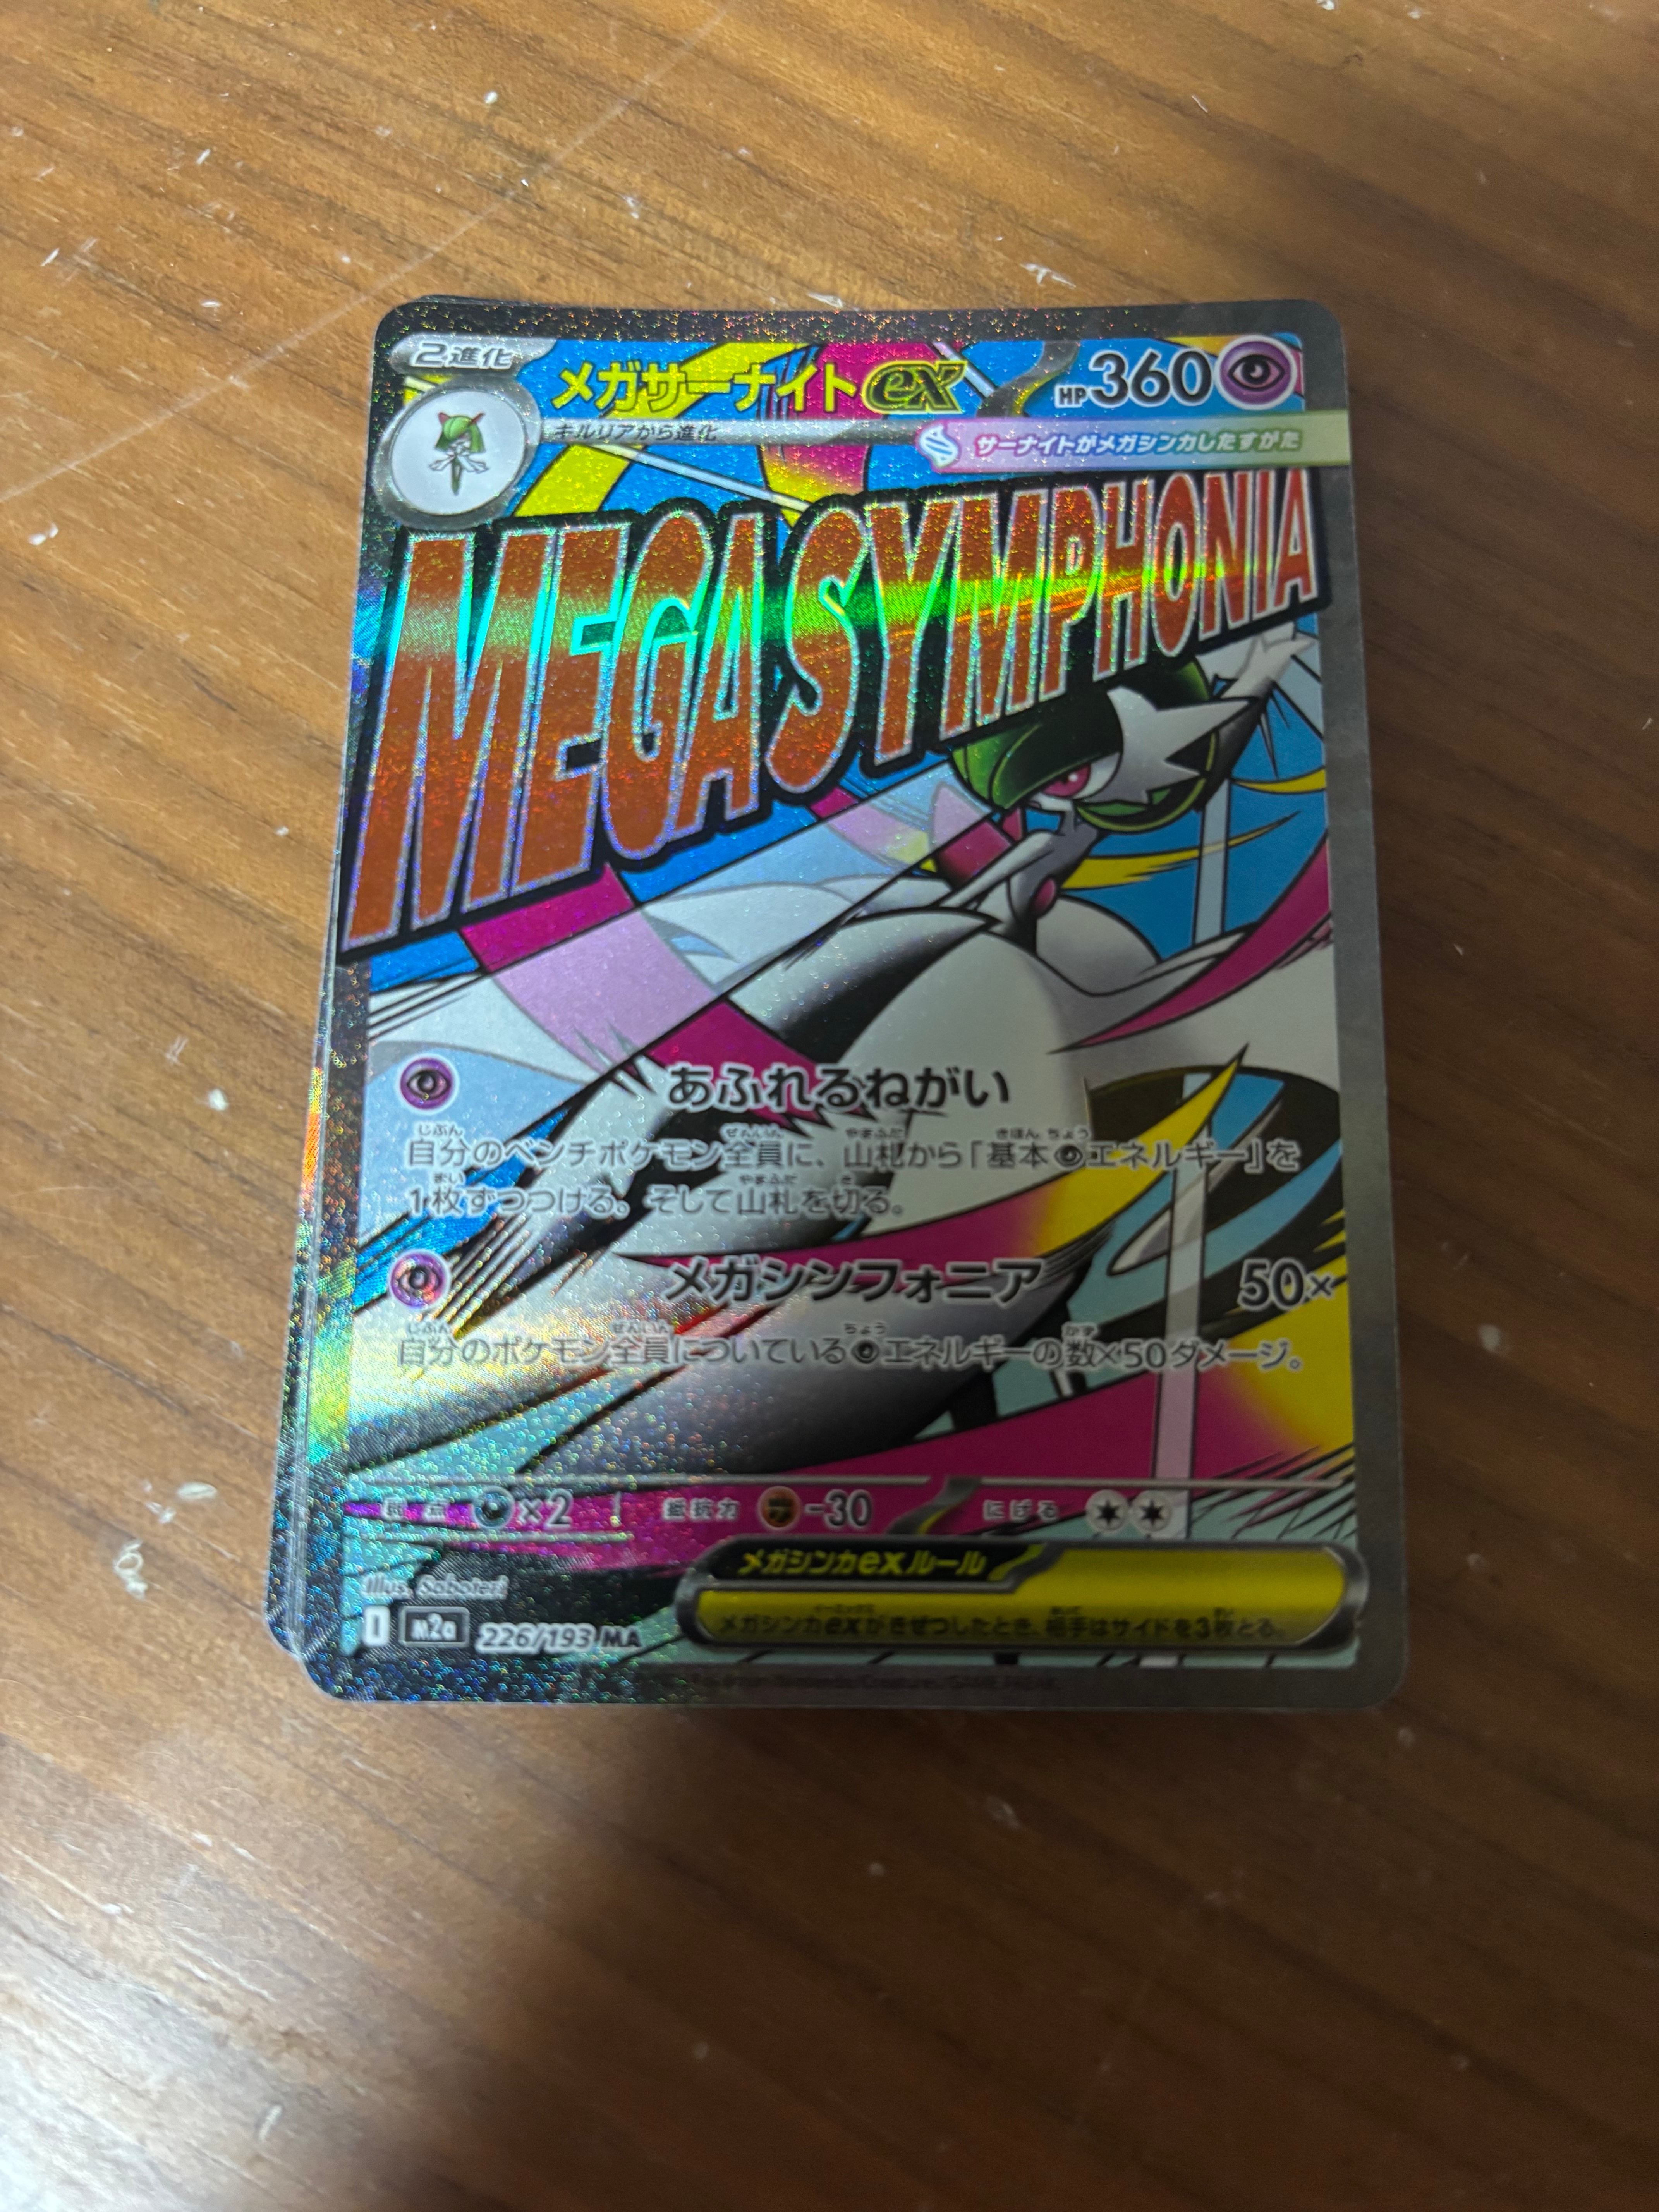 2進化
メガサーナイトex HP360
キルリアから進化
サーナイトがメガシンカしたすがた
MEGA SYMPHONIA
あふれるねがい
自分のベンチポケモン全員に、山札から「基本エネルギー」を
1枚ずつつける。そして山札を切る。
メガシンフォニア 50×
自分のポケモン全員についているエネルギーの数×50ダメージ。
弱点 ×2 抵抗力 -30 にげる
メガシンカexルール
メガシンカexがきぜつしたとき、相手はサイドを3枚とる。
Illus. Saboteri
I M2a 226/193 MA